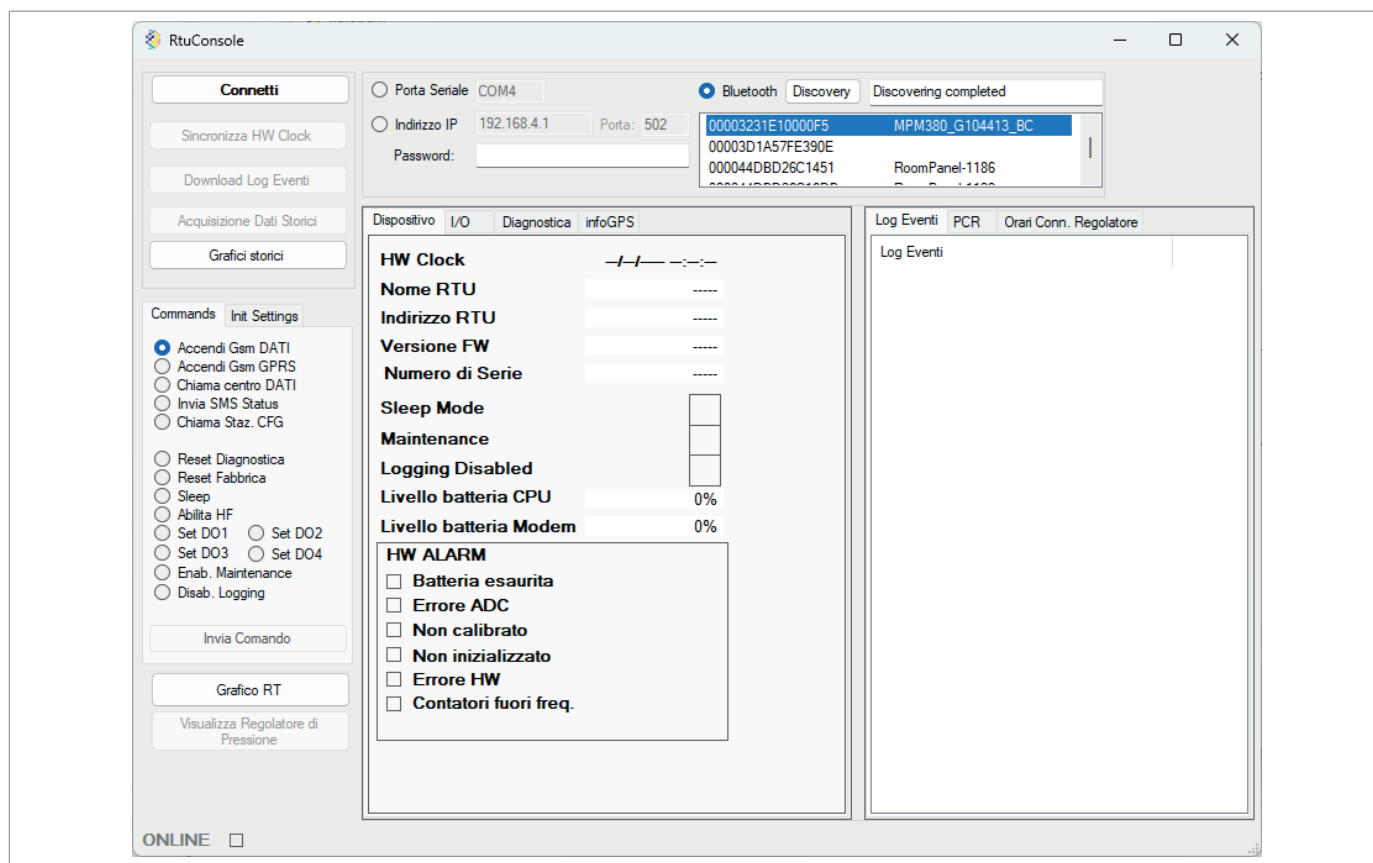 RtuConsole
Connetti
Sincronizza HW Clock
Download Log Eventi
Acquisizione Dati Storici
Grafici storici
Porta Seriale COM4
Indirizzo IP 192.168.4.1 Porta: 502
Password:
Bluetooth Discovery Discovering completed
00003231E10000F5 MPM380_G104413_BC
00003D1A57FE390E
000044DBD26C1451 RoomPanel-1186
Commands Init Settings
Accendi Gsm DATI
Accendi Gsm GPRS
Chiama centro DATI
Invia SMS Status
Chiama Staz. CFG
Reset Diagnostica
Reset Fabbrica
Sleep
Abilita HF
Set DO1 Set DO2
Set DO3 Set DO4
Enab. Maintenance
Disab. Logging
Invia Comando
Grafico RT
Visualizza Regolatore di
Pressione
Dispositivo I/O Diagnostica infoGPS
HW Clock --/--/---- --:--:--
Nome RTU -----
Indirizzo RTU -----
Versione FW -----
Numero di Serie -----
Sleep Mode
Maintenance
Logging Disabled
Livello batteria CPU 0%
Livello batteria Modem 0%
HW ALARM
Batteria esaurita
Errore ADC
Non calibrato
Non inizializzato
Errore HW
Contatori fuori freq.
Log Eventi PCR Orari Conn. Regolatore
Log Eventi
ONLINE